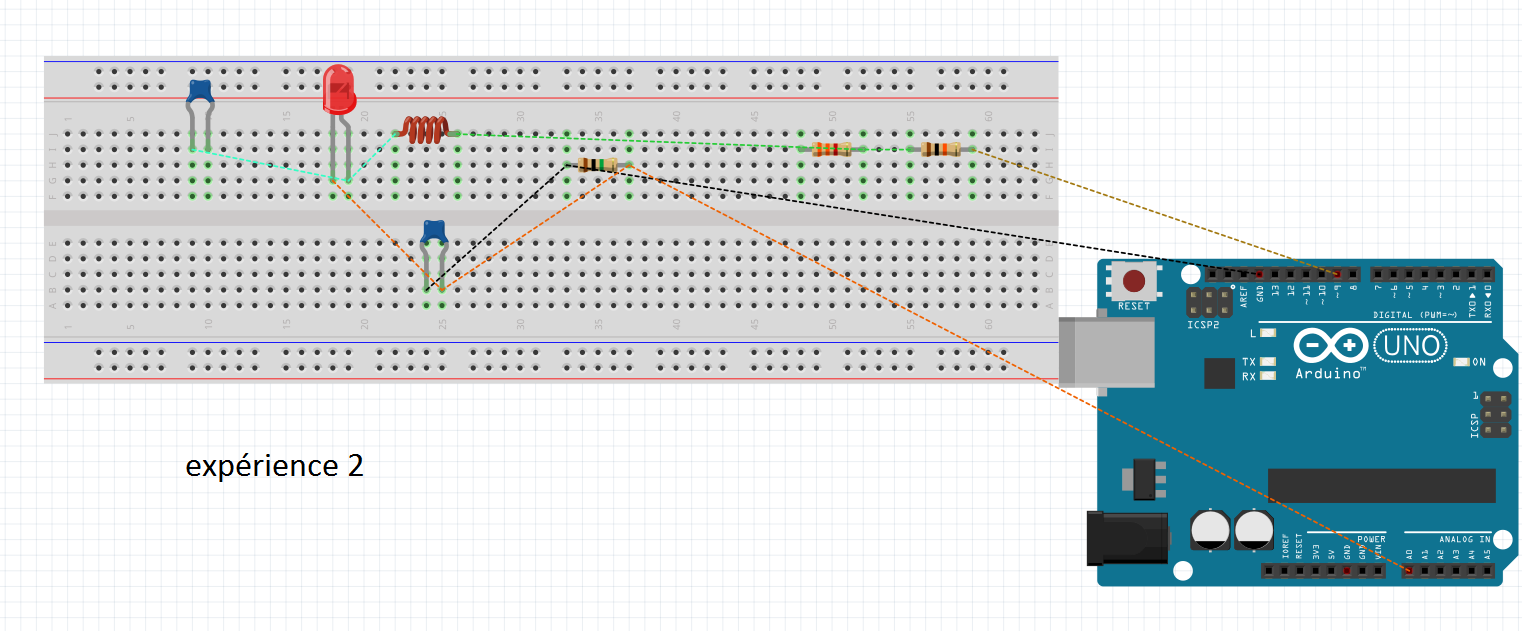 1 5 10 15 20 25 30 35 40 45 50 55 60
J J
I I
H H
G G
F F
E E
D D
C C
B B
A A
1 5 10 15 20 25 30 35 40 45 50 55 60
expérience 2
RESET
ICSP2
AREF
GND
13
12
~11
~10
~9
8
7
~6
~5
4
~3
2
TX0▶1
RX0◀0
DIGITAL (PWM=~)
L
TX
RX
UNO
Arduino™
ON
1
ICSP
POWER
ANALOG IN
IOREF
RESET
3V3
5V
GND
GND
VIN
A0
A1
A2
A3
A4
A5